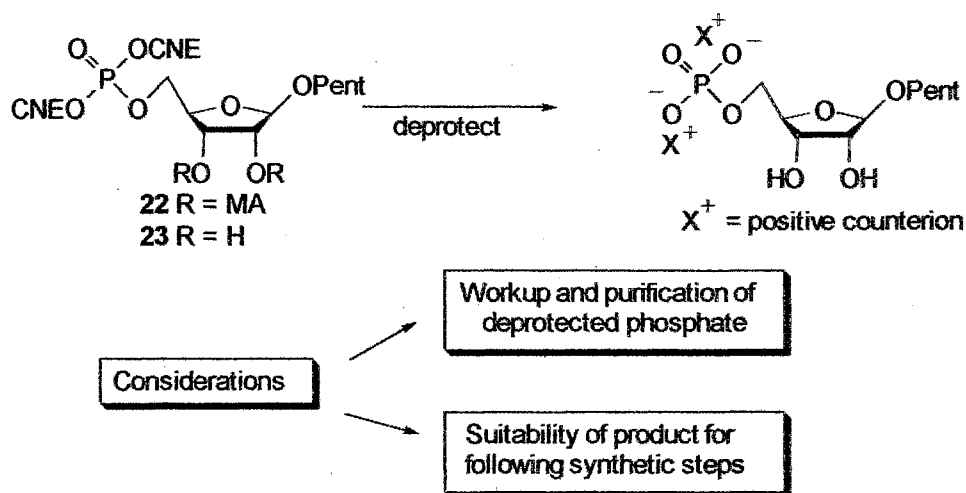 O OCNE
P
CNEO O O OPent
RO OR
22 R = MA
23 R = H
deprotect
X+
O O−
P
−O O O OPent
X+
HO OH
X+ = positive counterion
Workup and purification of
deprotected phosphate
Considerations
Suitability of product for
following synthetic steps